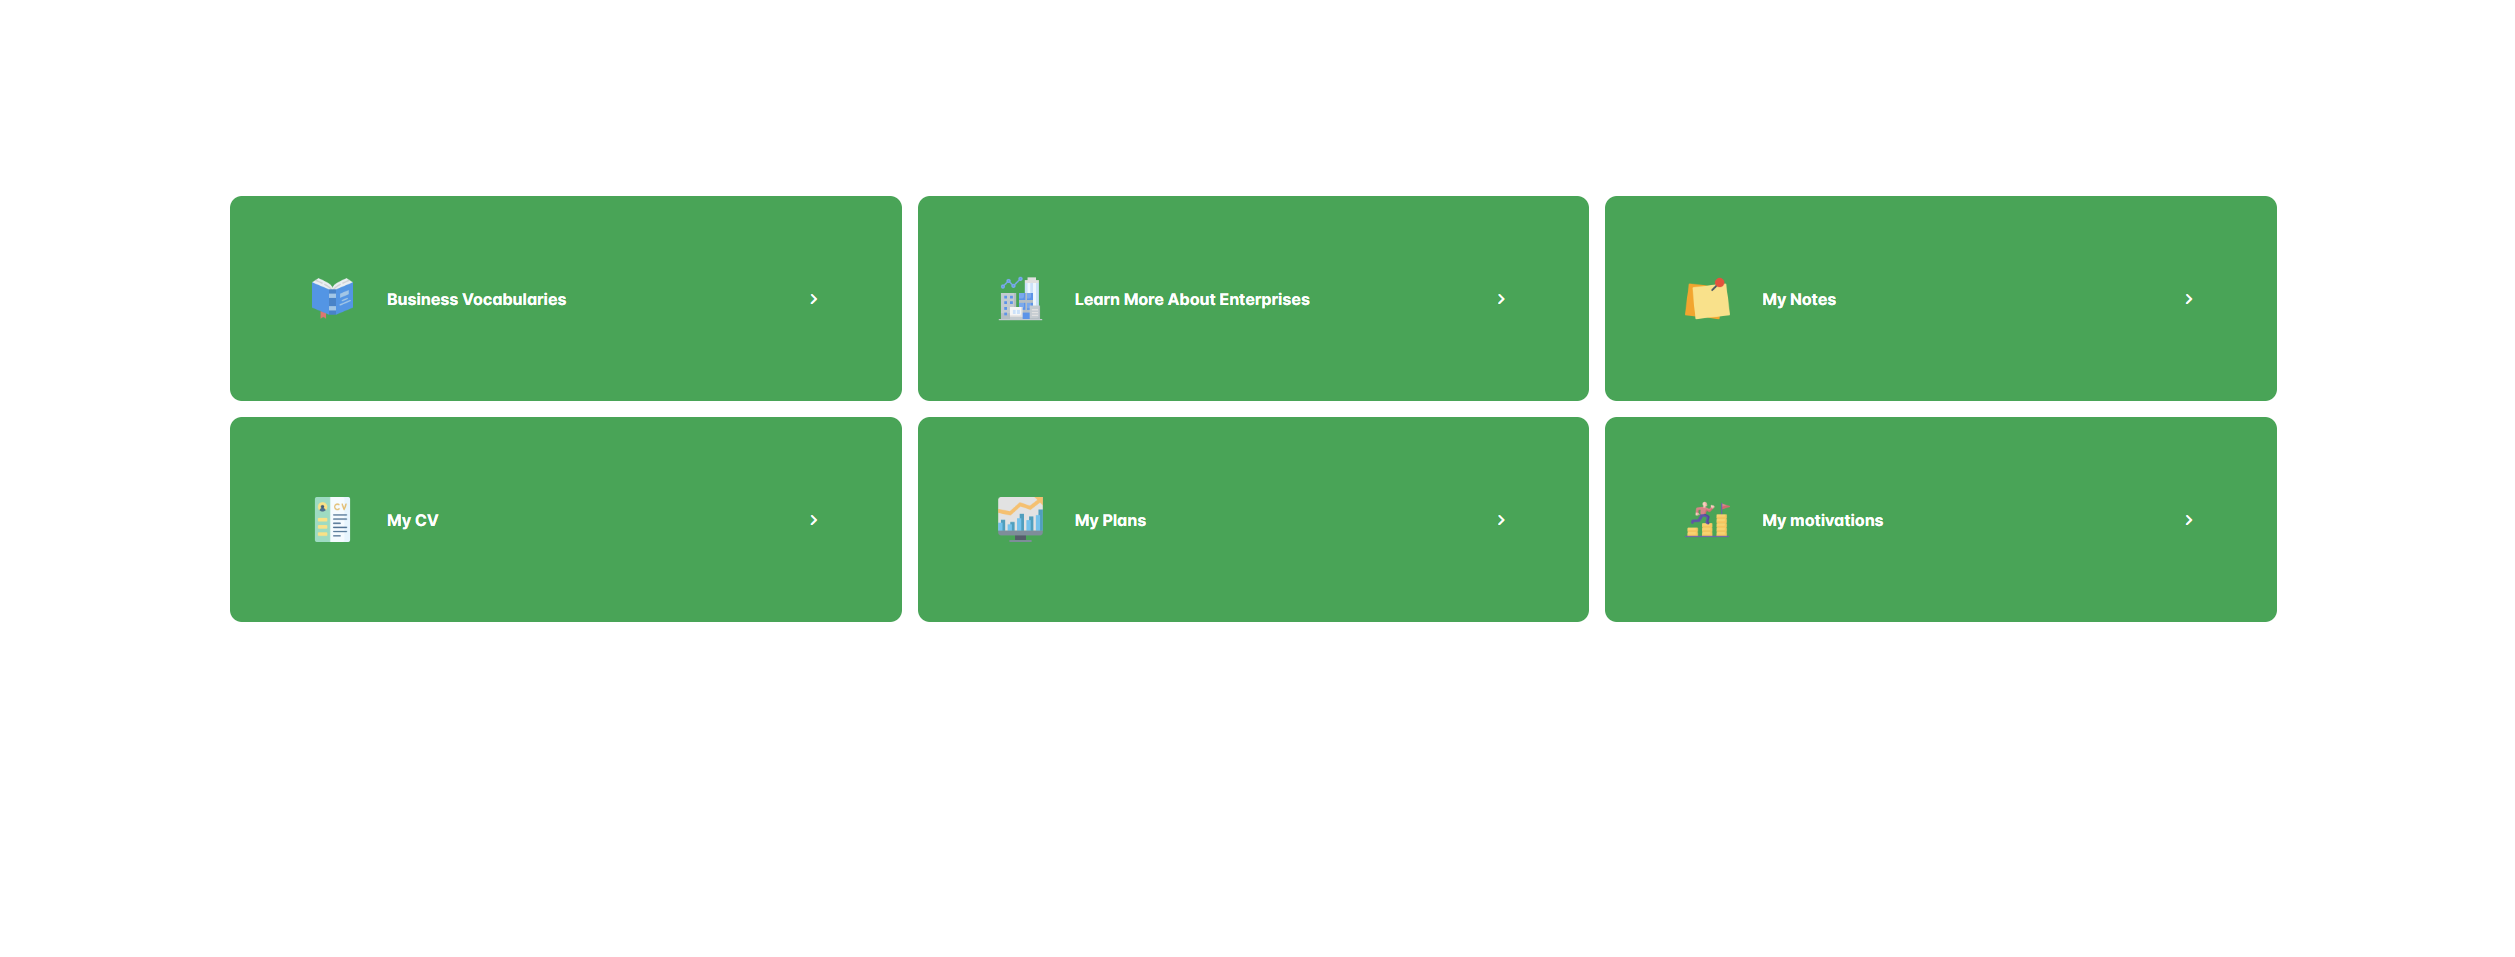 Business Vocabularies
Learn More About Enterprises
My Notes
CV
My CV
My Plans
My motivations